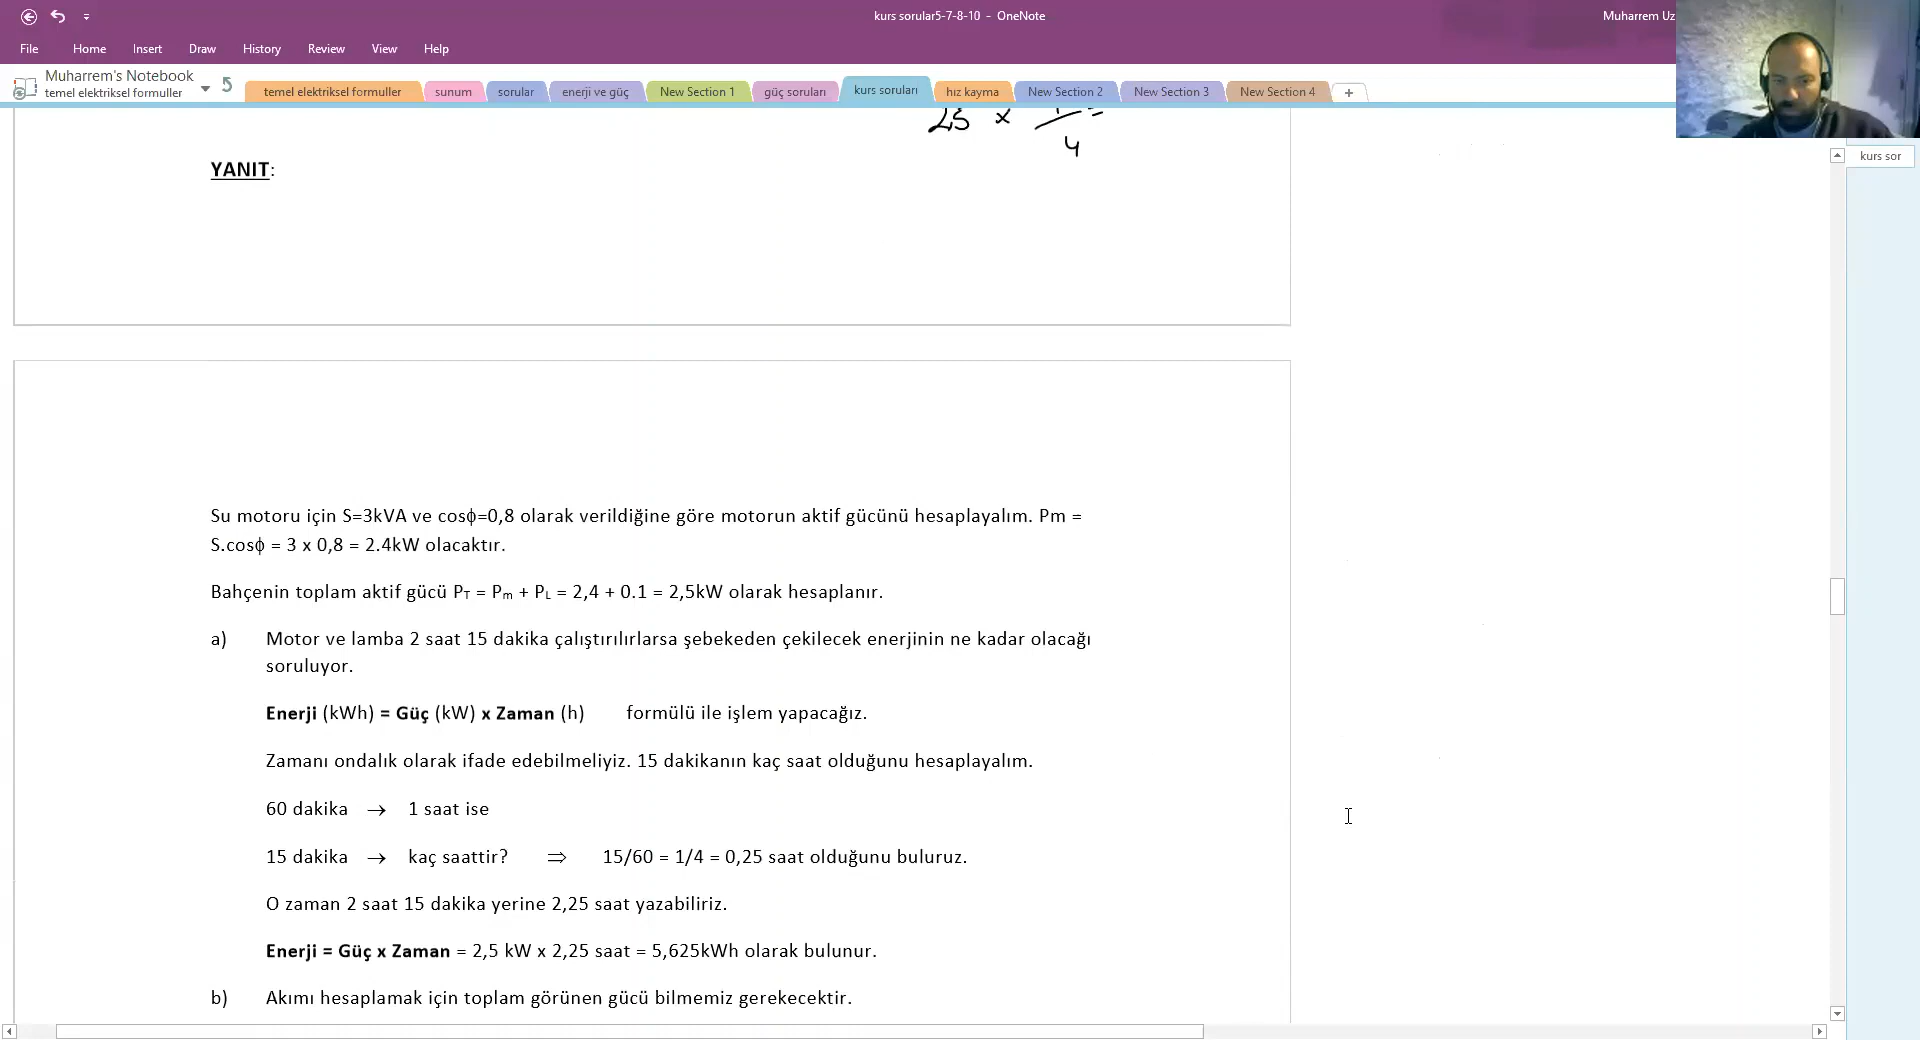 kurs sorular5-7-8-10 - OneNote
Muharrem Uz
File Home Insert Draw History Review View Help
Muharrem's Notebook
temel elektriksel formuller
temel elektriksel formuller sunum sorular enerji ve güç New Section 1 güç soruları kurs soruları hız kayma New Section 2 New Section 3 New Section 4 +
kurs sor
25 x
4
YANIT:
Su motoru için S=3kVA ve cosϕ=0,8 olarak verildiğine göre motorun aktif gücünü hesaplayalım. Pm =
S.cosϕ = 3 x 0,8 = 2.4kW olacaktır.
Bahçenin toplam aktif gücü PT = Pm + PL = 2,4 + 0.1 = 2,5kW olarak hesaplanır.
a) Motor ve lamba 2 saat 15 dakika çalıştırılırlarsa şebekeden çekilecek enerjinin ne kadar olacağı
soruluyor.
Enerji (kWh) = Güç (kW) x Zaman (h) formülü ile işlem yapacağız.
Zamanı ondalık olarak ifade edebilmeliyiz. 15 dakikanın kaç saat olduğunu hesaplayalım.
60 dakika → 1 saat ise
15 dakika → kaç saattir? ⇒ 15/60 = 1/4 = 0,25 saat olduğunu buluruz.
O zaman 2 saat 15 dakika yerine 2,25 saat yazabiliriz.
Enerji = Güç x Zaman = 2,5 kW x 2,25 saat = 5,625kWh olarak bulunur.
b) Akımı hesaplamak için toplam görünen gücü bilmemiz gerekecektir.